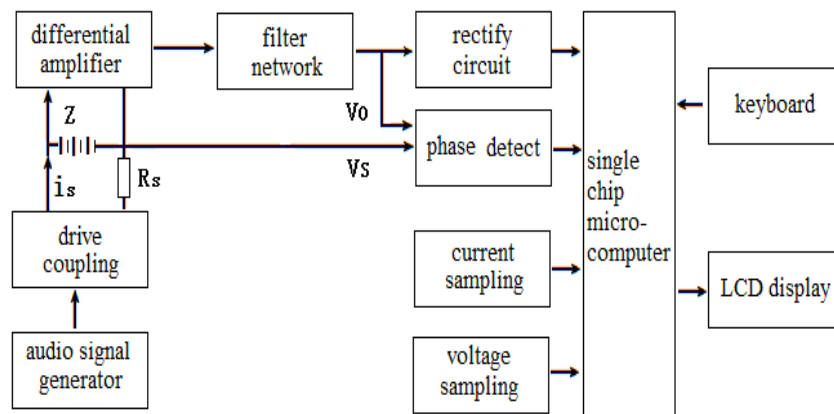 differential
amplifier
filter
network
rectify
circuit
keyboard
Z
Vo
phase detect
Vs
is
Rs
single
chip
micro-
computer
drive
coupling
current
sampling
LCD display
audio signal
generator
voltage
sampling